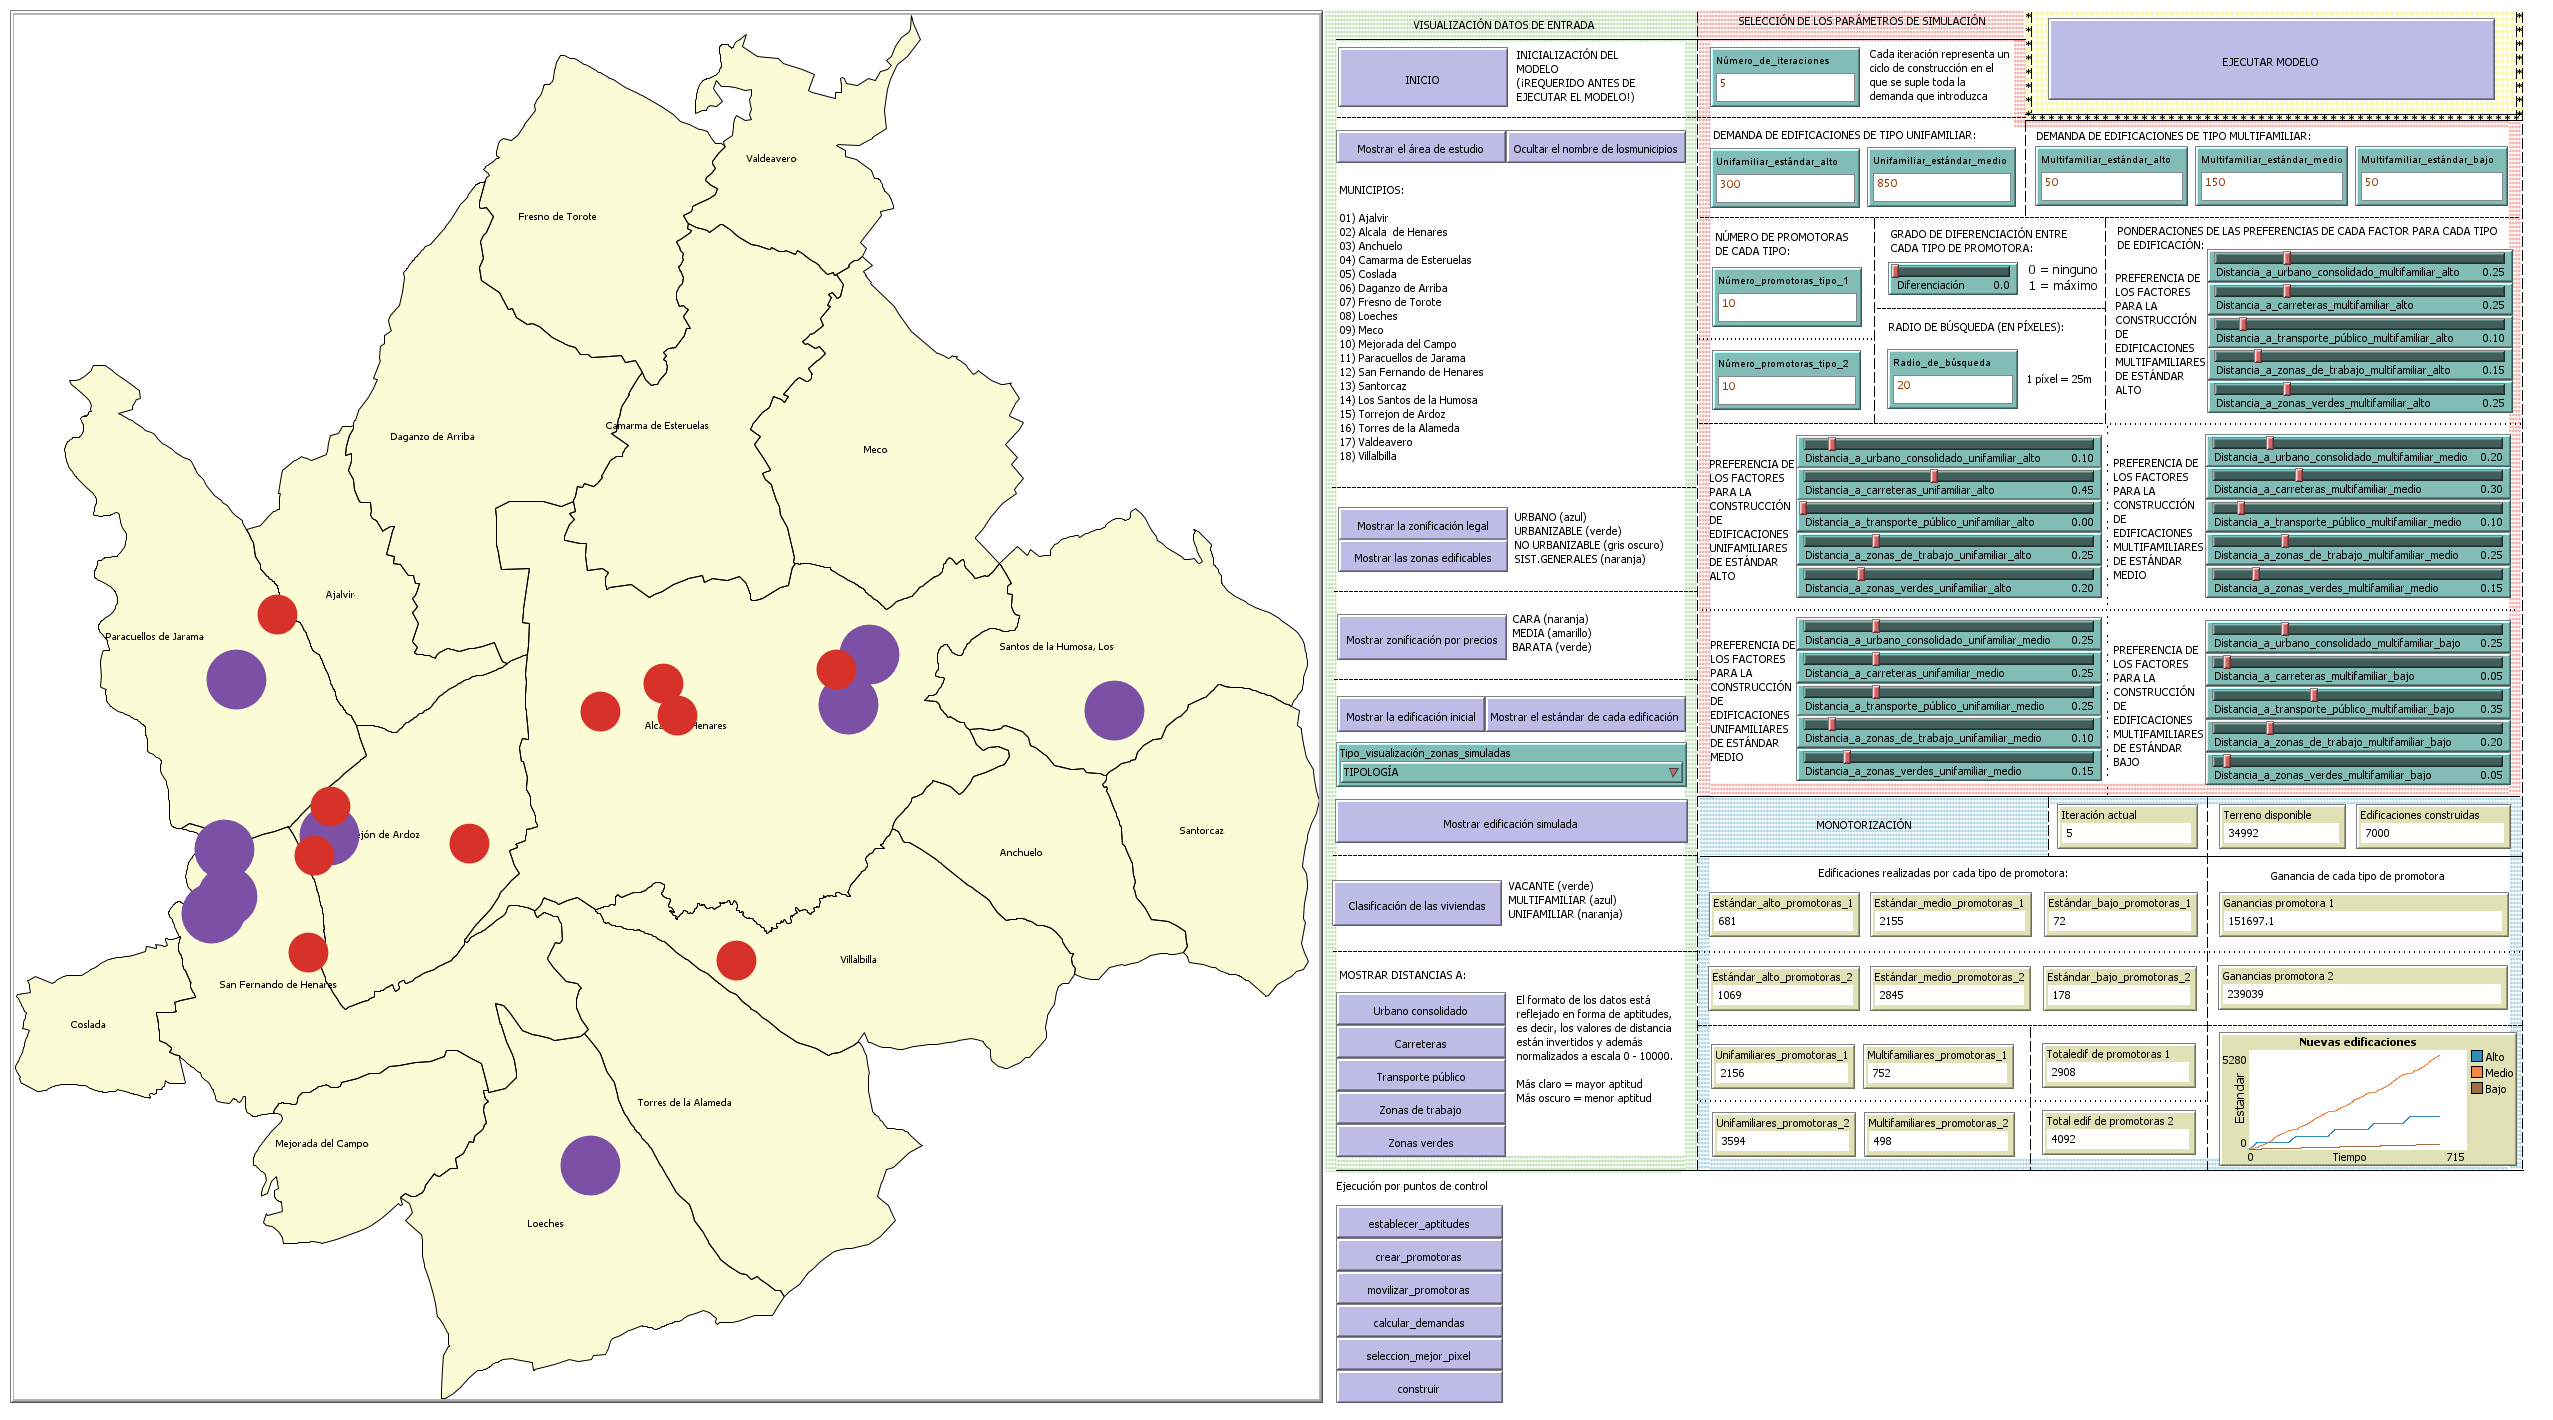 Valdeavero
Fresno de Torote
Daganzo de Arriba
Camarma de Esteruelas
Meco
Ajalvir
Paracuellos de Jarama
Santos de la Humosa, Los
Alca
Henares
ejón de Ardoz
Santorcaz
Anchuelo
Villalbilla
San Fernando de Henares
Coslada
Torres de la Alameda
Mejorada del Campo
Loeches
VISUALIZACIÓN DATOS DE ENTRADA
INICIO
INICIALIZACIÓN DEL
MODELO
(¡REQUERIDO ANTES DE
EJECUTAR EL MODELO!)
Mostrar el área de estudio
Ocultar el nombre de losmunicipios
MUNICIPIOS:
01) Ajalvir
02) Alcala de Henares
03) Anchuelo
04) Camarma de Esteruelas
05) Coslada
06) Daganzo de Arriba
07) Fresno de Torote
08) Loeches
09) Meco
10) Mejorada del Campo
11) Paracuellos de Jarama
12) San Fernando de Henares
13) Santorcaz
14) Los Santos de la Humosa
15) Torrejon de Ardoz
16) Torres de la Alameda
17) Valdeavero
18) Villalbilla
Mostrar la zonificación legal
Mostrar las zonas edificables
URBANO (azul)
URBANIZABLE (verde)
NO URBANIZABLE (gris oscuro)
SIST.GENERALES (naranja)
Mostrar zonificación por precios
CARA (naranja)
MEDIA (amarillo)
BARATA (verde)
Mostrar la edificación inicial
Mostrar el estándar de cada edificación
Tipo_visualización_zonas_simuladas
TIPOLOGÍA
Mostrar edificación simulada
Clasificación de las viviendas
VACANTE (verde)
MULTIFAMILIAR (azul)
UNIFAMILIAR (naranja)
MOSTRAR DISTANCIAS A:
Urbano consolidado
Carreteras
Transporte público
Zonas de trabajo
Zonas verdes
El formato de los datos está
reflejado en forma de aptitudes,
es decir, los valores de distancia
están invertidos y además
normalizados a escala 0 - 10000.
Más claro = mayor aptitud
Más oscuro = menor aptitud
Ejecución por puntos de control
establecer_aptitudes
crear_promotoras
movilizar_promotoras
calcular_demandas
seleccion_mejor_pixel
construir
SELECCIÓN DE LOS PARÁMETROS DE SIMULACIÓN
Número_de_iteraciones
5
Cada iteración representa un
ciclo de construcción en el
que se suple toda la
demanda que introduzca
EJECUTAR MODELO
DEMANDA DE EDIFICACIONES DE TIPO UNIFAMILIAR:
Unifamiliar_estándar_alto
300
Unifamiliar_estándar_medio
850
DEMANDA DE EDIFICACIONES DE TIPO MULTIFAMILIAR:
Multifamiliar_estándar_alto
50
Multifamiliar_estándar_medio
150
Multifamiliar_estándar_bajo
50
NÚMERO DE PROMOTORAS
DE CADA TIPO:
Número_promotoras_tipo_1
10
Número_promotoras_tipo_2
10
GRADO DE DIFERENCIACIÓN ENTRE
CADA TIPO DE PROMOTORA:
Diferenciación 0.0
0 = ninguno
1 = máximo
RADIO DE BÚSQUEDA (EN PÍXELES):
Radio_de_búsqueda
20
1 píxel = 25m
PONDERACIONES DE LAS PREFERENCIAS DE CADA FACTOR PARA CADA TIPO
DE EDIFICACIÓN:
PREFERENCIA DE
LOS FACTORES
PARA LA
CONSTRUCCIÓN
DE
EDIFICACIONES
MULTIFAMILIARES
DE ESTÁNDAR
ALTO
Distancia_a_urbano_consolidado_multifamiliar_alto 0.25
Distancia_a_carreteras_multifamiliar_alto 0.25
Distancia_a_transporte_público_multifamiliar_alto 0.10
Distancia_a_zonas_de_trabajo_multifamiliar_alto 0.15
Distancia_a_zonas_verdes_multifamiliar_alto 0.25
PREFERENCIA DE
LOS FACTORES
PARA LA
CONSTRUCCIÓN
DE
EDIFICACIONES
UNIFAMILIARES
DE ESTÁNDAR
ALTO
Distancia_a_urbano_consolidado_unifamiliar_alto 0.10
Distancia_a_carreteras_unifamiliar_alto 0.45
Distancia_a_transporte_público_unifamiliar_alto 0.00
Distancia_a_zonas_de_trabajo_unifamiliar_alto 0.25
Distancia_a_zonas_verdes_unifamiliar_alto 0.20
PREFERENCIA DE
LOS FACTORES
PARA LA
CONSTRUCCIÓN
DE
EDIFICACIONES
MULTIFAMILIARES
DE ESTÁNDAR
MEDIO
Distancia_a_urbano_consolidado_multifamiliar_medio 0.20
Distancia_a_carreteras_multifamiliar_medio 0.30
Distancia_a_transporte_público_multifamiliar_medio 0.10
Distancia_a_zonas_de_trabajo_multifamiliar_medio 0.25
Distancia_a_zonas_verdes_multifamiliar_medio 0.15
PREFERENCIA DE
LOS FACTORES
PARA LA
CONSTRUCCIÓN
DE
EDIFICACIONES
UNIFAMILIARES
DE ESTÁNDAR
MEDIO
Distancia_a_urbano_consolidado_unifamiliar_medio 0.25
Distancia_a_carreteras_unifamiliar_medio 0.25
Distancia_a_transporte_público_unifamiliar_medio 0.25
Distancia_a_zonas_de_trabajo_unifamiliar_medio 0.10
Distancia_a_zonas_verdes_unifamiliar_medio 0.15
PREFERENCIA DE
LOS FACTORES
PARA LA
CONSTRUCCIÓN
DE
EDIFICACIONES
MULTIFAMILIARES
DE ESTÁNDAR
BAJO
Distancia_a_urbano_consolidado_multifamiliar_bajo 0.25
Distancia_a_carreteras_multifamiliar_bajo 0.05
Distancia_a_transporte_público_multifamiliar_bajo 0.35
Distancia_a_zonas_de_trabajo_multifamiliar_bajo 0.20
Distancia_a_zonas_verdes_multifamiliar_bajo 0.05
MONOTORIZACIÓN
Iteración actual
5
Terreno disponible
34992
Edificaciones construidas
7000
Edificaciones realizadas por cada tipo de promotora:
Ganancia de cada tipo de promotora
Estándar_alto_promotoras_1
681
Estándar_medio_promotoras_1
2155
Estándar_bajo_promotoras_1
72
Ganancias promotora 1
151697.1
Estándar_alto_promotoras_2
1069
Estándar_medio_promotoras_2
2845
Estándar_bajo_promotoras_2
178
Ganancias promotora 2
239039
Unifamiliares_promotoras_1
2156
Multifamiliares_promotoras_1
752
Totaledif de promotoras 1
2908
Unifamiliares_promotoras_2
3594
Multifamiliares_promotoras_2
498
Total edif de promotoras 2
4092
Nuevas edificaciones
5280
Estandar
0
0
Tiempo
715
Alto
Medio
Bajo